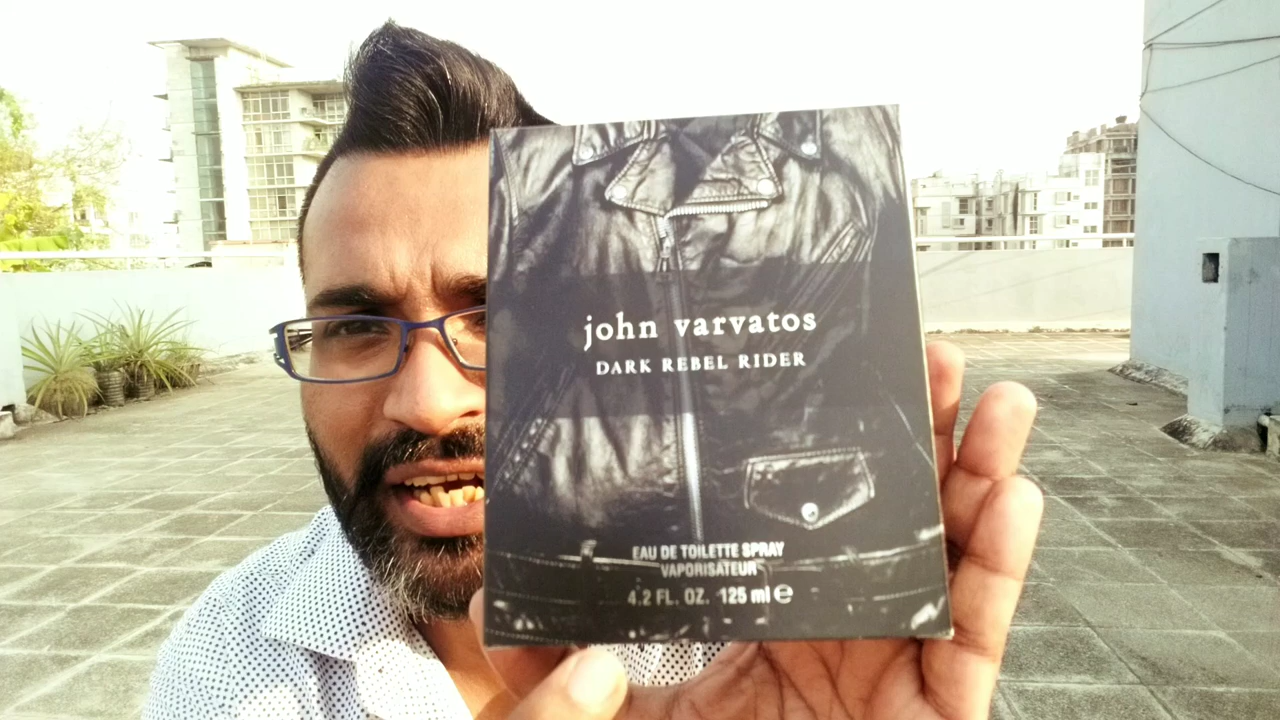 john varvatos
DARK REBEL RIDER
EAU DE TOILETTE SPRAY
VAPORISATEUR
4.2 FL. OZ. 125 ml ℮